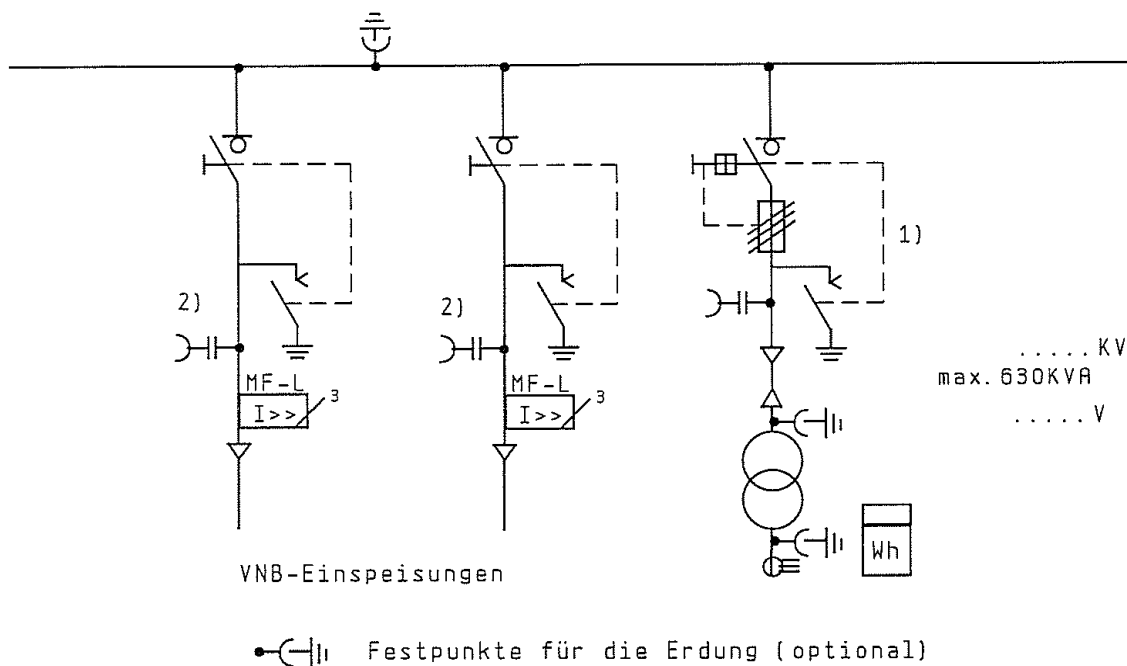 1)
2)
2)
MF-L
I>>
3
MF-L
I>>
3
.....KV
max.630KVA
.....V
Wh
VNB-Einspeisungen
Festpunkte für die Erdung (optional)